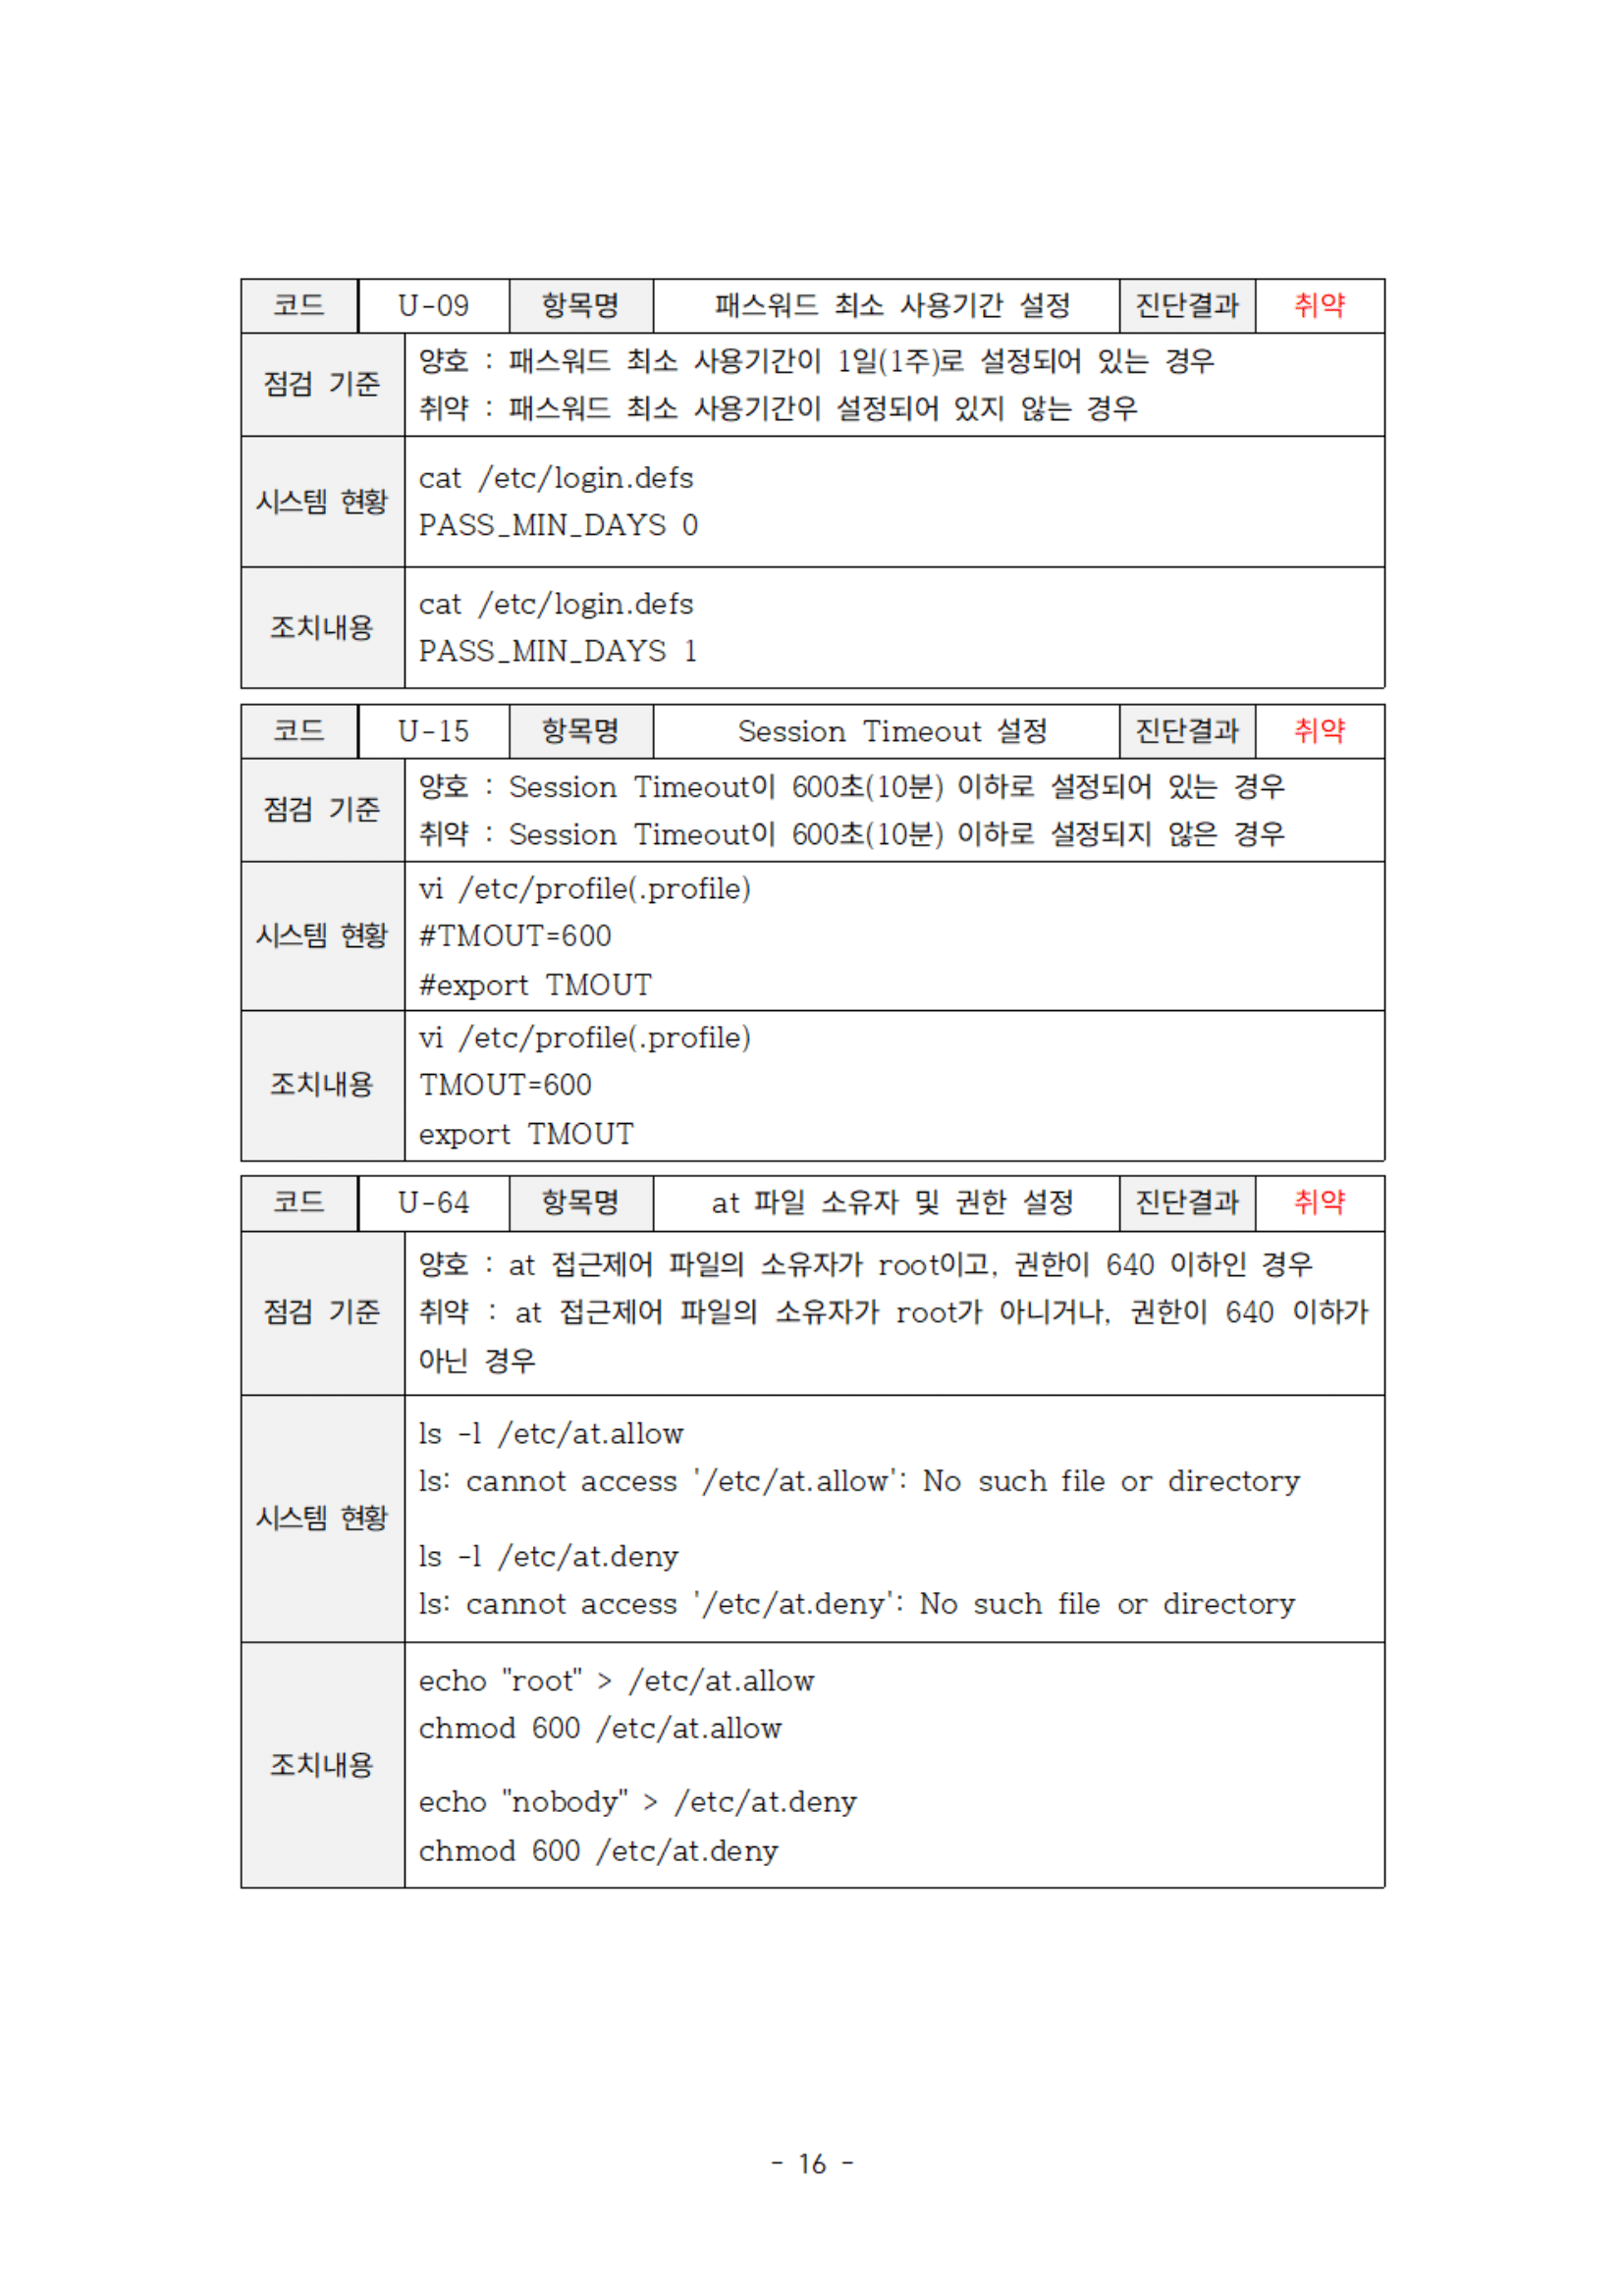 코드 U-09 항목명 패스워드 최소 사용기간 설정 진단결과 취약
점검 기준
양호 : 패스워드 최소 사용기간이 1일(1주)로 설정되어 있는 경우
취약 : 패스워드 최소 사용기간이 설정되어 있지 않는 경우
시스템 현황
cat /etc/login.defs
PASS_MIN_DAYS 0
조치내용
cat /etc/login.defs
PASS_MIN_DAYS 1
코드 U-15 항목명 Session Timeout 설정 진단결과 취약
점검 기준
양호 : Session Timeout이 600초(10분) 이하로 설정되어 있는 경우
취약 : Session Timeout이 600초(10분) 이하로 설정되지 않은 경우
시스템 현황
vi /etc/profile(.profile)
#TMOUT=600
#export TMOUT
조치내용
vi /etc/profile(.profile)
TMOUT=600
export TMOUT
코드 U-64 항목명 at 파일 소유자 및 권한 설정 진단결과 취약
점검 기준
양호 : at 접근제어 파일의 소유자가 root이고, 권한이 640 이하인 경우
취약 : at 접근제어 파일의 소유자가 root가 아니거나, 권한이 640 이하가
아닌 경우
시스템 현황
ls -l /etc/at.allow
ls: cannot access '/etc/at.allow': No such file or directory
ls -l /etc/at.deny
ls: cannot access '/etc/at.deny': No such file or directory
조치내용
echo "root" > /etc/at.allow
chmod 600 /etc/at.allow
echo "nobody" > /etc/at.deny
chmod 600 /etc/at.deny
- 16 -